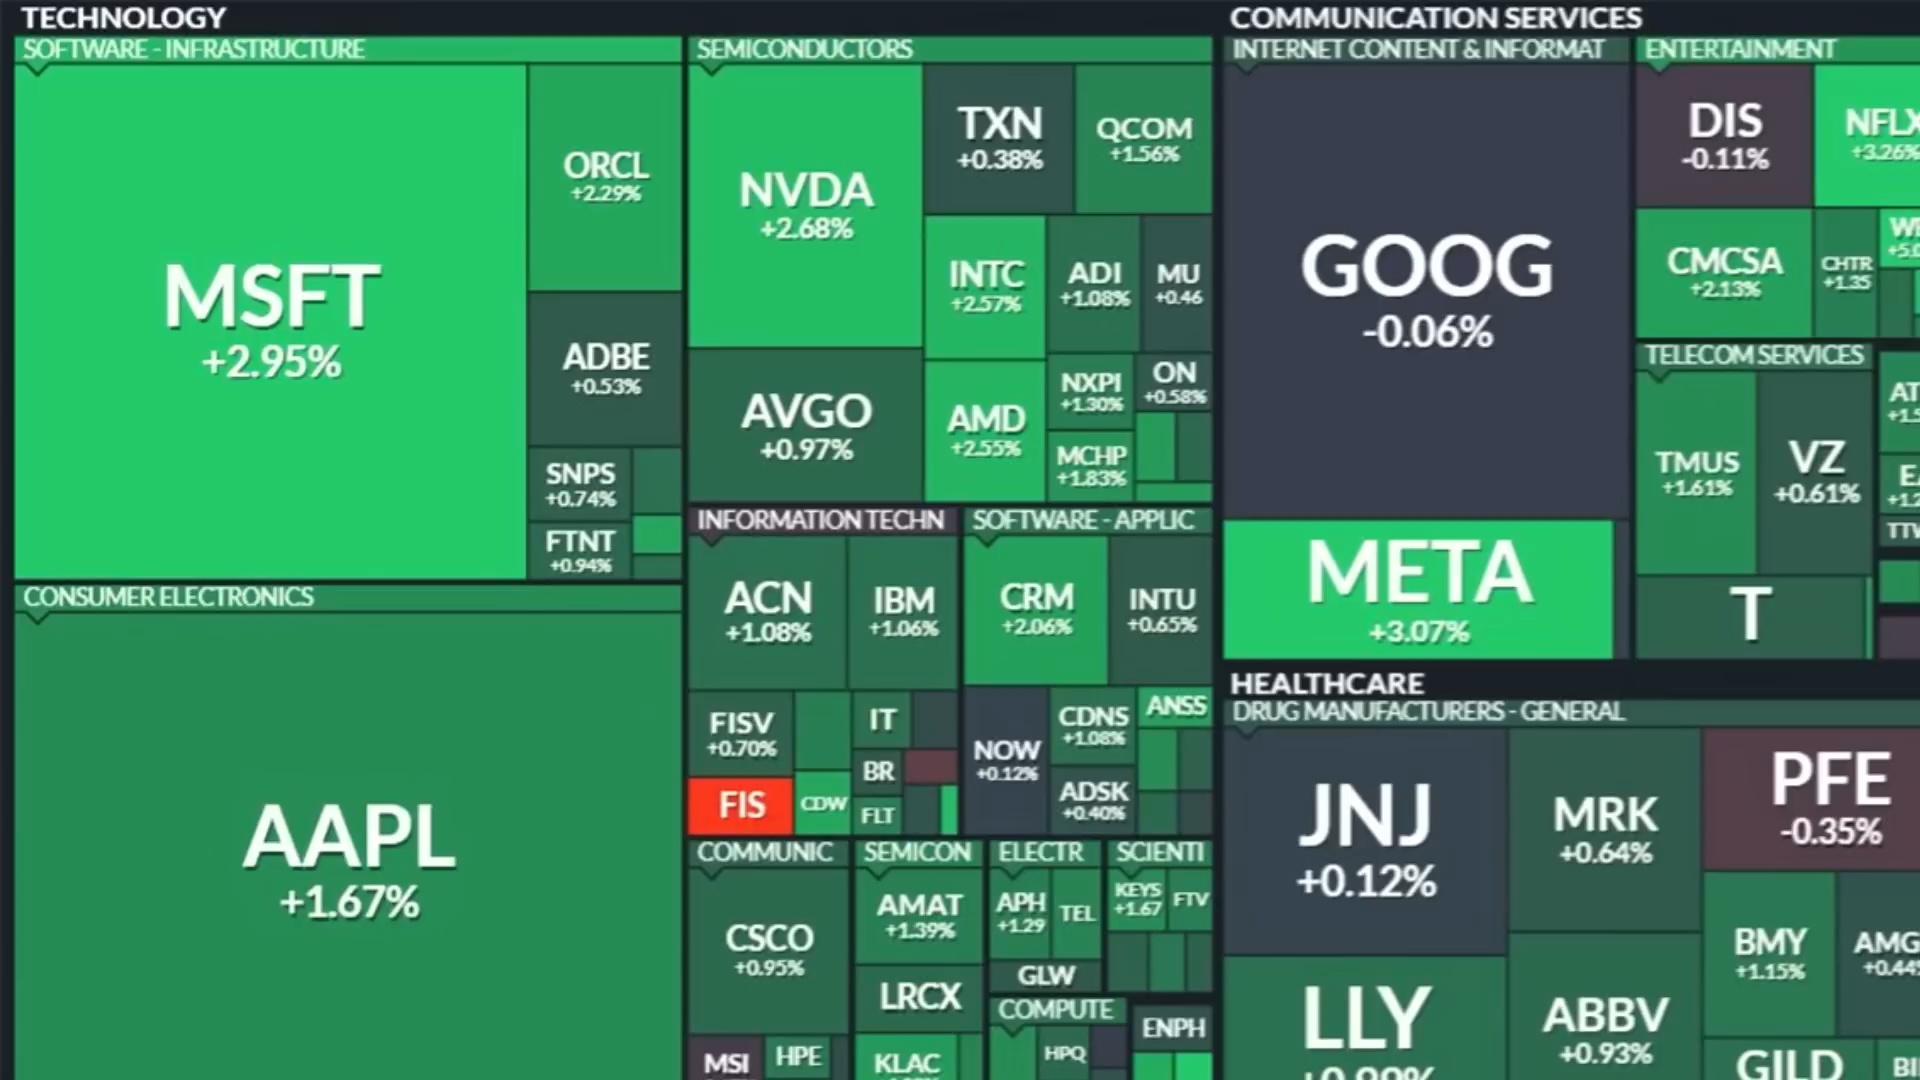 TECHNOLOGY
SOFTWARE - INFRASTRUCTURE
MSFT
+2.95%
ORCL
+2.29%
ADBE
+0.53%
SNPS
+0.74%
FTNT
+0.94%
CONSUMER ELECTRONICS
AAPL
+1.67%
SEMICONDUCTORS
NVDA
+2.68%
AVGO
+0.97%
TXN
+0.38%
QCOM
+1.56%
INTC
+2.57%
AMD
+2.55%
ADI
+1.08%
MU
+0.46
NXPI
+1.30%
ON
+0.58%
MCHP
+1.83%
INFORMATION TECHN
ACN
+1.08%
IBM
+1.06%
FISV
+0.70%
FIS
CDW
IT
BR
FLT
SOFTWARE - APPLIC
CRM
+2.06%
INTU
+0.65%
NOW
+0.12%
CDNS
+1.08%
ADSK
+0.40%
ANSS
COMMUNIC
CSCO
+0.95%
MSI
HPE
SEMICON
AMAT
+1.39%
LRCX
KLAC
ELECTR
APH
+1.29
TEL
GLW
SCIENTI
KEYS
+1.67
FTV
COMPUTE
HPQ
ENPH
COMMUNICATION SERVICES
INTERNET CONTENT & INFORMAT
GOOG
-0.06%
META
+3.07%
ENTERTAINMENT
DIS
-0.11%
NFLX
+3.26%
CMCSA
+2.13%
CHTR
+1.35
TELECOM SERVICES
TMUS
+1.61%
VZ
+0.61%
T
HEALTHCARE
DRUG MANUFACTURERS - GENERAL
JNJ
+0.12%
LLY
MRK
+0.64%
ABBV
+0.93%
PFE
-0.35%
BMY
+1.15%
AMG
+0.44%
GILD